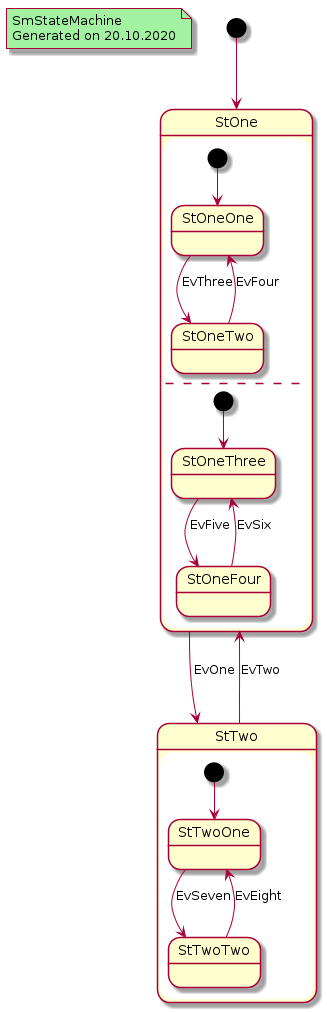 SmStateMachine
Generated on 20.10.2020
StOne
StOneOne
EvThree
EvFour
StOneTwo
StOneThree
EvFive
EvSix
StOneFour
EvOne
EvTwo
StTwo
StTwoOne
EvSeven
EvEight
StTwoTwo